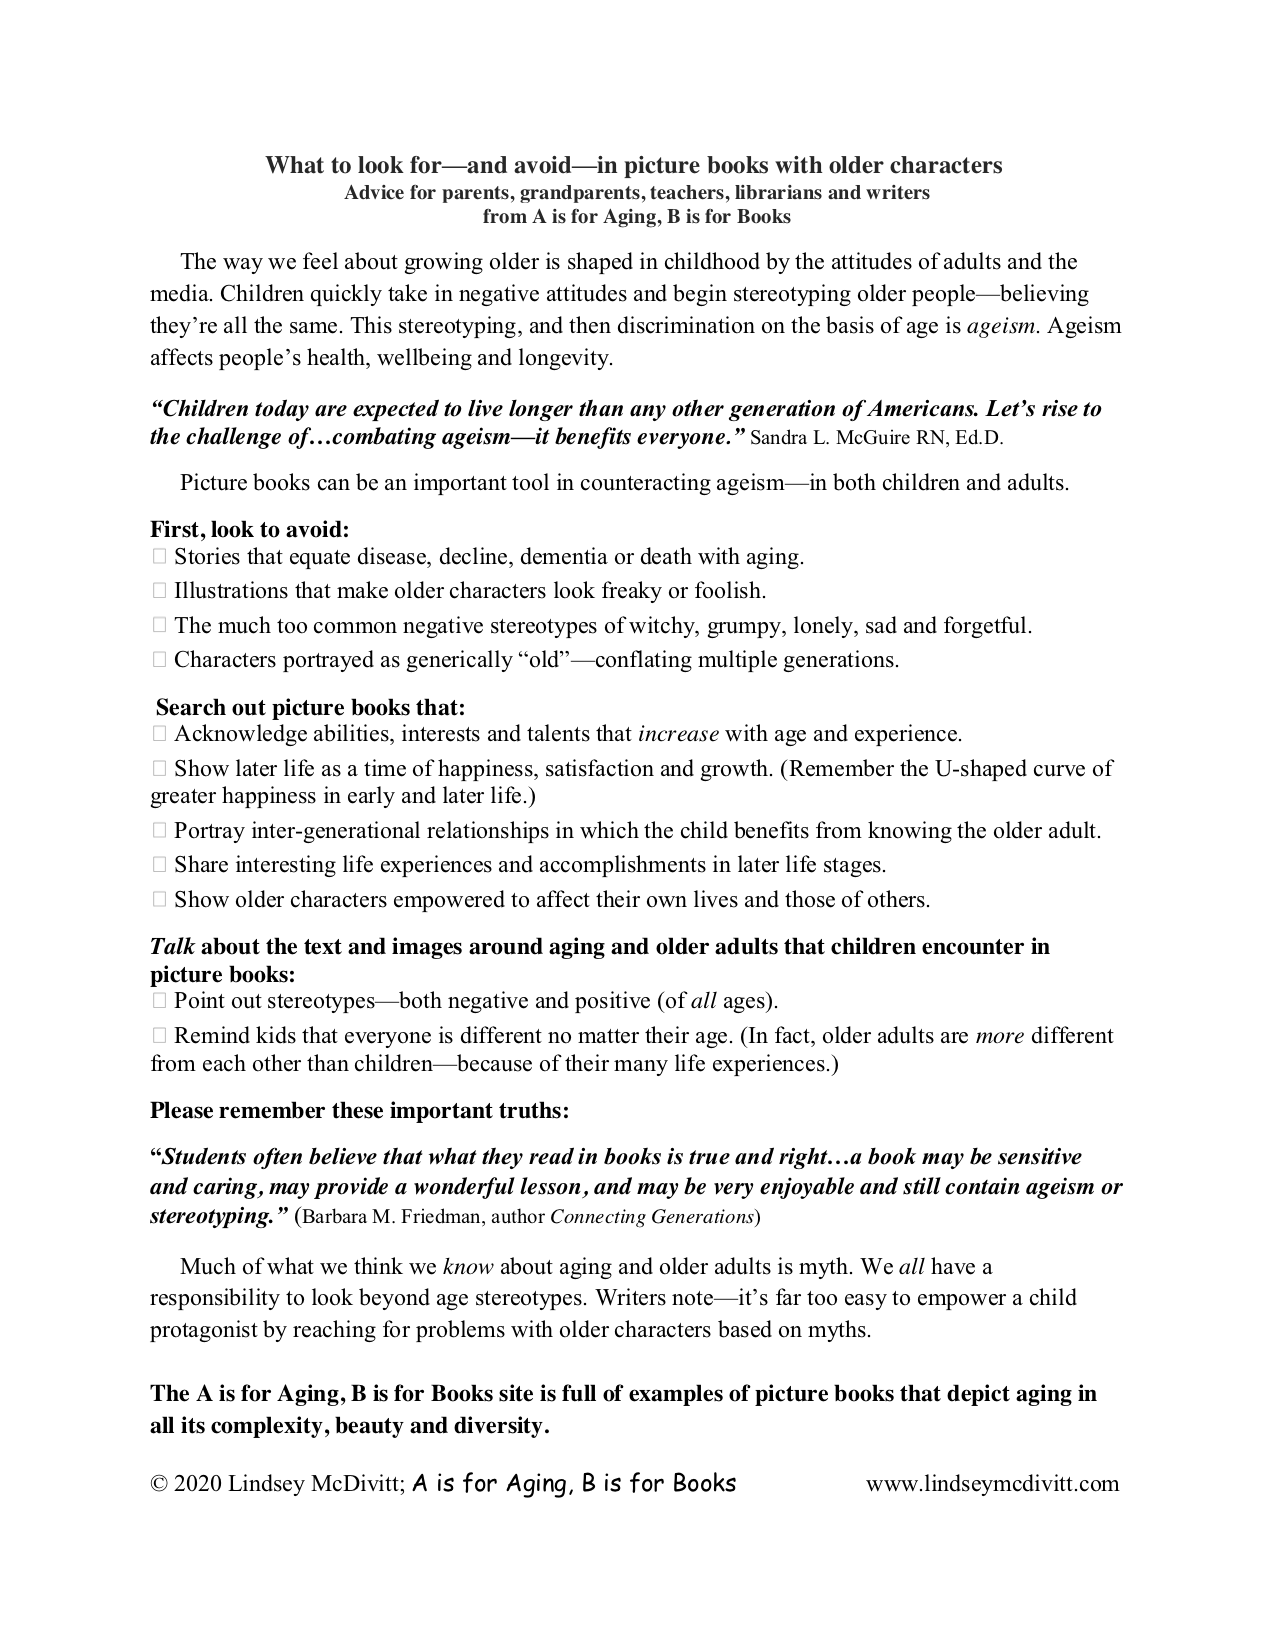 What to look for—and avoid—in picture books with older characters
Advice for parents, grandparents, teachers, librarians and writers
from A is for Aging, B is for Books
The way we feel about growing older is shaped in childhood by the attitudes of adults and the
media. Children quickly take in negative attitudes and begin stereotyping older people—believing
they’re all the same. This stereotyping, and then discrimination on the basis of age is ageism. Ageism
affects people’s health, wellbeing and longevity.
“Children today are expected to live longer than any other generation of Americans. Let’s rise to
the challenge of…combating ageism—it benefits everyone.” Sandra L. McGuire RN, Ed.D.
Picture books can be an important tool in counteracting ageism—in both children and adults.
First, look to avoid:
□ Stories that equate disease, decline, dementia or death with aging.
□ Illustrations that make older characters look freaky or foolish.
□ The much too common negative stereotypes of witchy, grumpy, lonely, sad and forgetful.
□ Characters portrayed as generically “old”—conflating multiple generations.
Search out picture books that:
□ Acknowledge abilities, interests and talents that increase with age and experience.
□ Show later life as a time of happiness, satisfaction and growth. (Remember the U-shaped curve of
greater happiness in early and later life.)
□ Portray inter-generational relationships in which the child benefits from knowing the older adult.
□ Share interesting life experiences and accomplishments in later life stages.
□ Show older characters empowered to affect their own lives and those of others.
Talk about the text and images around aging and older adults that children encounter in
picture books:
□ Point out stereotypes—both negative and positive (of all ages).
□ Remind kids that everyone is different no matter their age. (In fact, older adults are more different
from each other than children—because of their many life experiences.)
Please remember these important truths:
“Students often believe that what they read in books is true and right…a book may be sensitive
and caring, may provide a wonderful lesson, and may be very enjoyable and still contain ageism or
stereotyping.” (Barbara M. Friedman, author Connecting Generations)
Much of what we think we know about aging and older adults is myth. We all have a
responsibility to look beyond age stereotypes. Writers note—it’s far too easy to empower a child
protagonist by reaching for problems with older characters based on myths.
The A is for Aging, B is for Books site is full of examples of picture books that depict aging in
all its complexity, beauty and diversity.
© 2020 Lindsey McDivitt; A is for Aging, B is for Books www.lindseymcdivitt.com